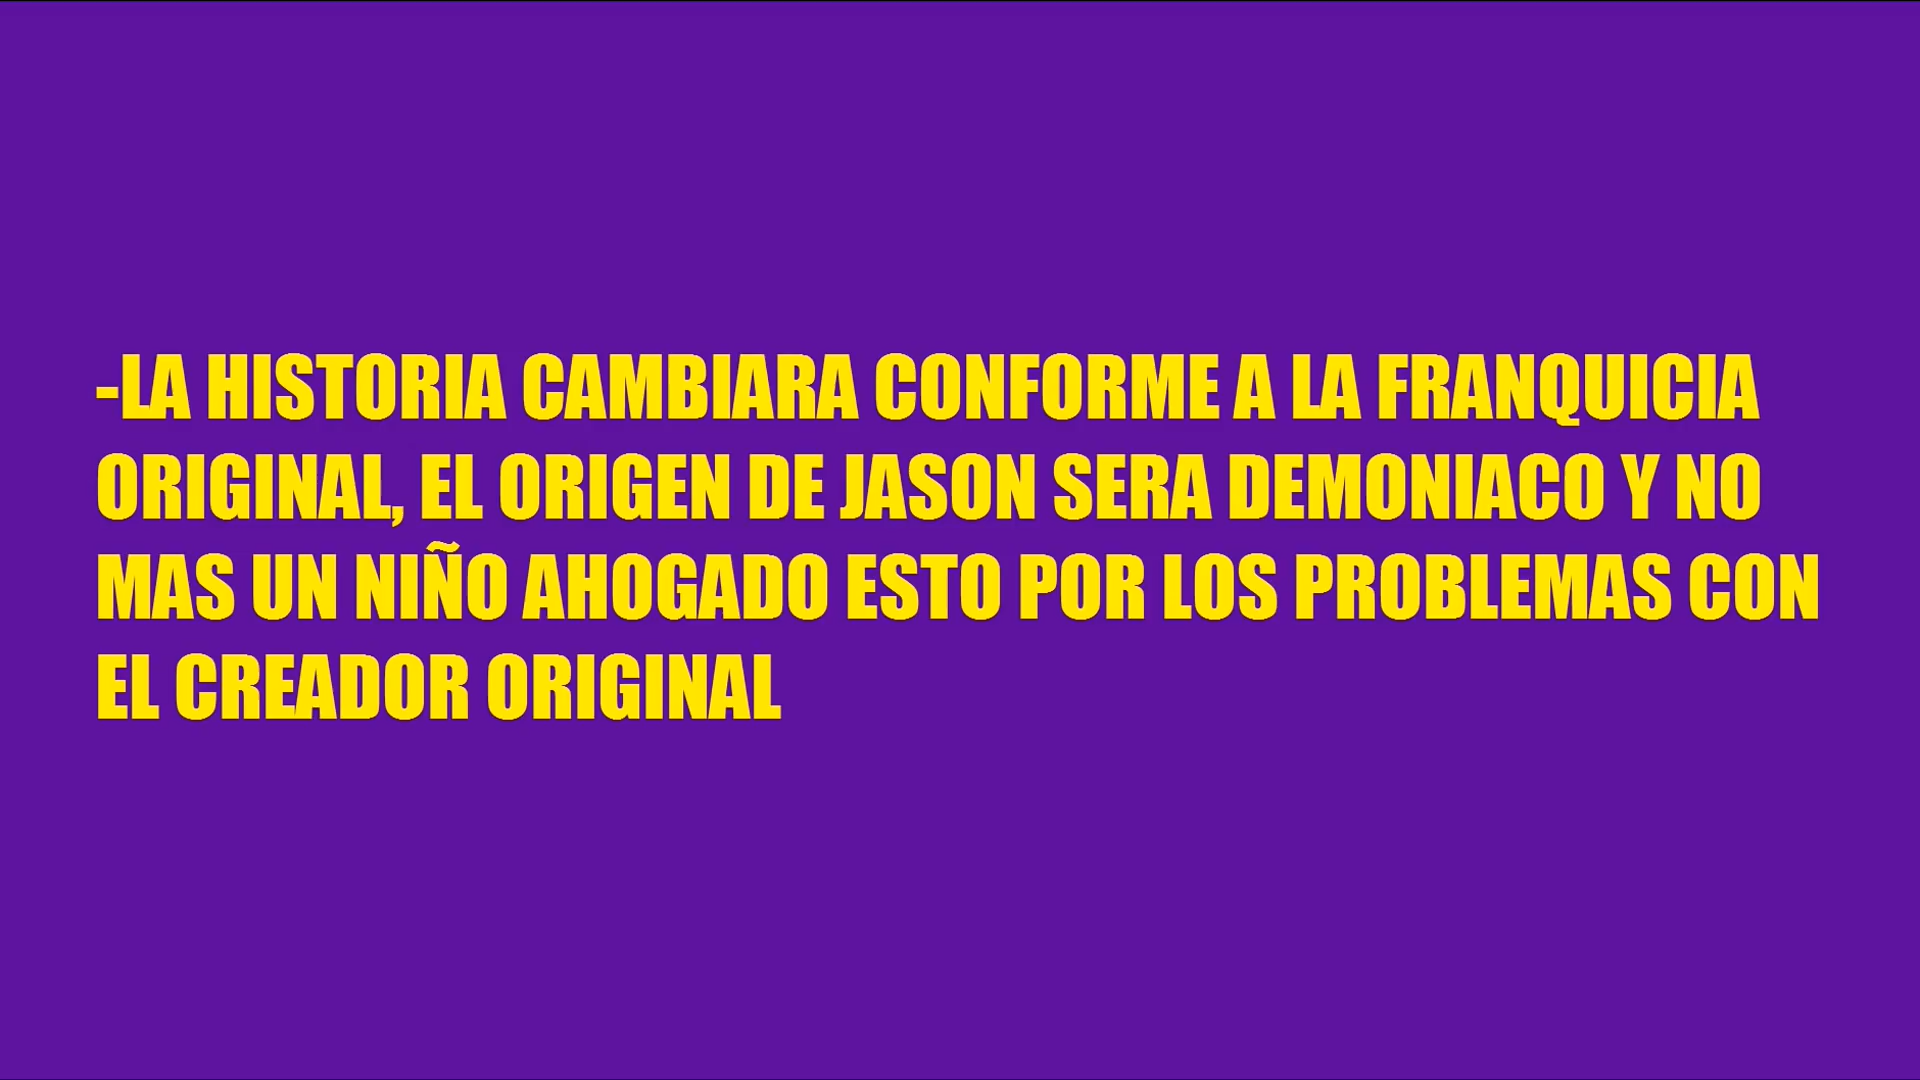 -LA HISTORIA CAMBIARA CONFORME A LA FRANQUICIA
ORIGINAL, EL ORIGEN DE JASON SERA DEMONIACO Y NO
MAS UN NIÑO AHOGADO ESTO POR LOS PROBLEMAS CON
EL CREADOR ORIGINAL